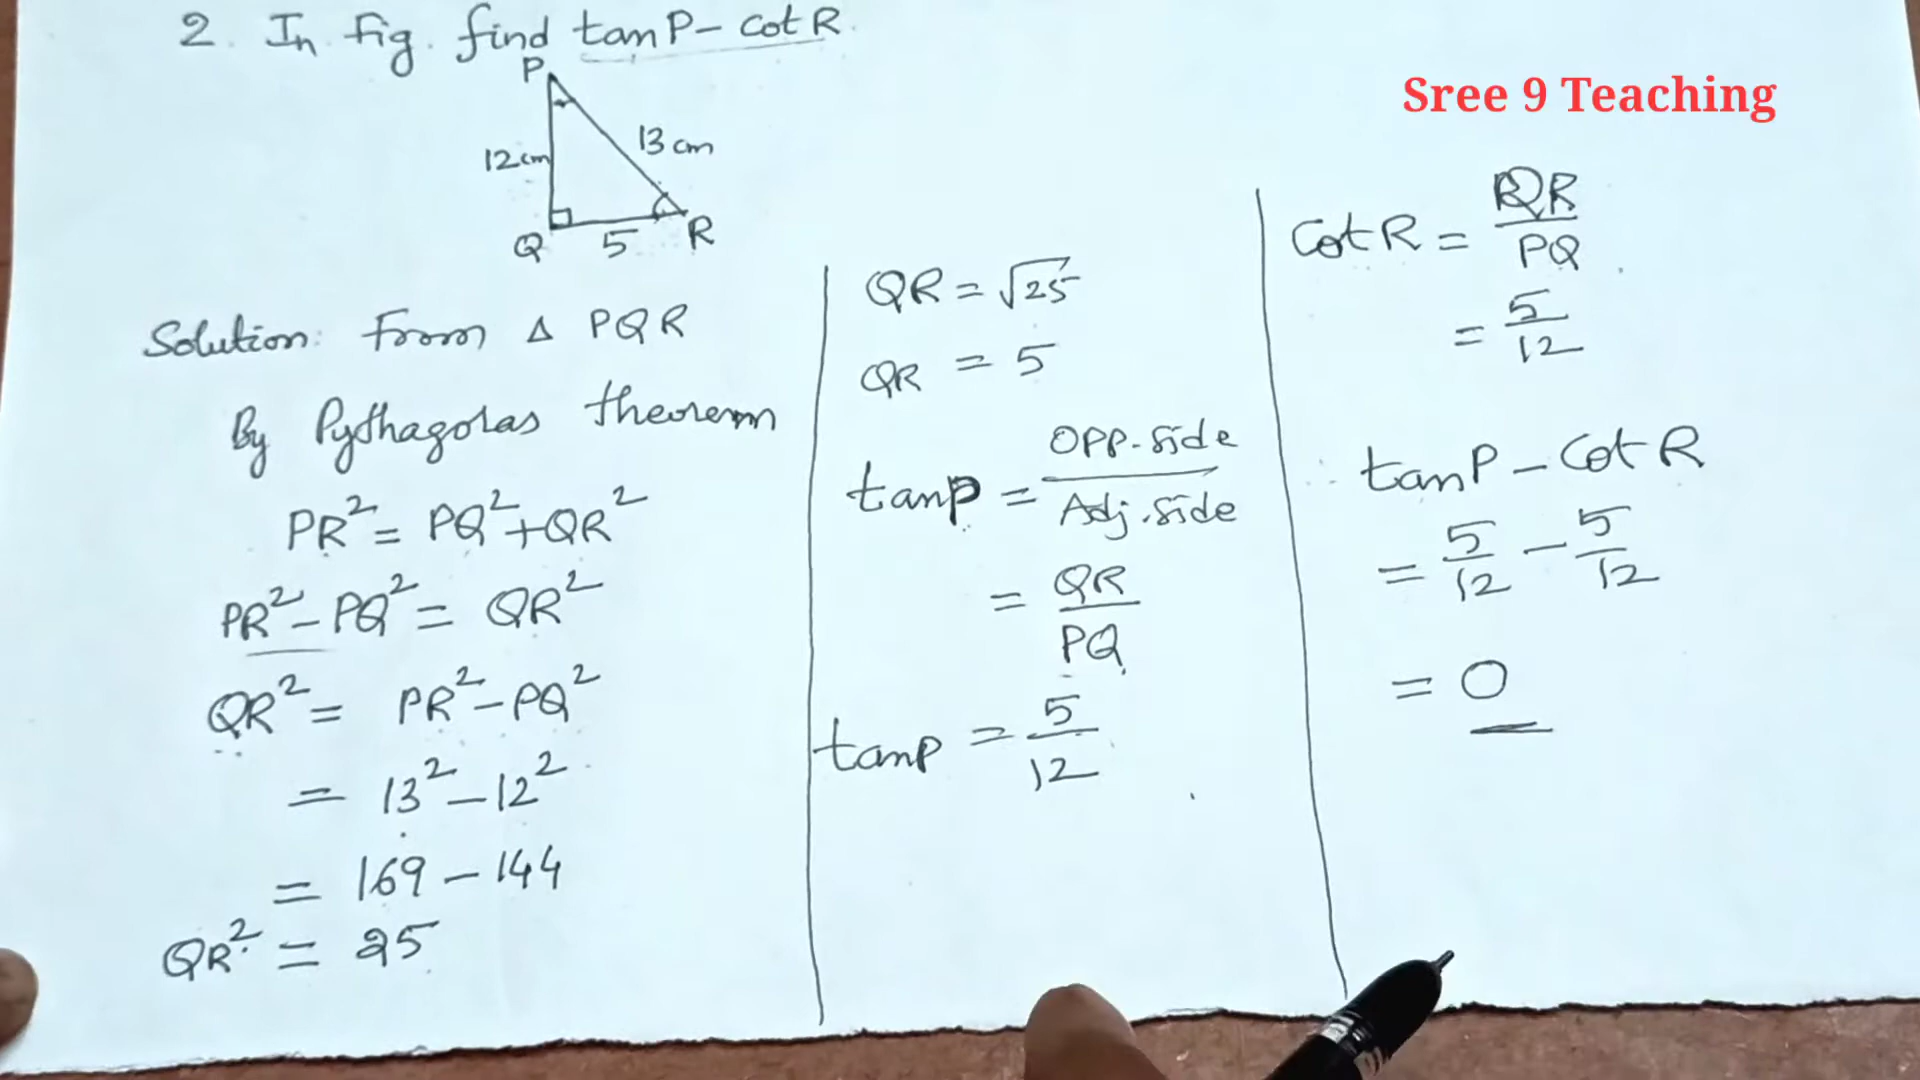 2. In fig. find tanP - cotR.
Sree 9 Teaching
P
12cm
13 cm
Q
5
R
Solution: From Δ PQR
By Pythagoras theorem
PR² = PQ² + QR²
PR² - PQ² = QR²
QR² = PR² - PQ²
= 13² - 12²
= 169 - 144
QR² = 25
QR = √25
QR = 5
tanP = Opp.side / Adj.side
= QR / PQ
tanP = 5/12
Cot R = QR / PQ
= 5/12
tanP - Cot R
= 5/12 - 5/12
= 0